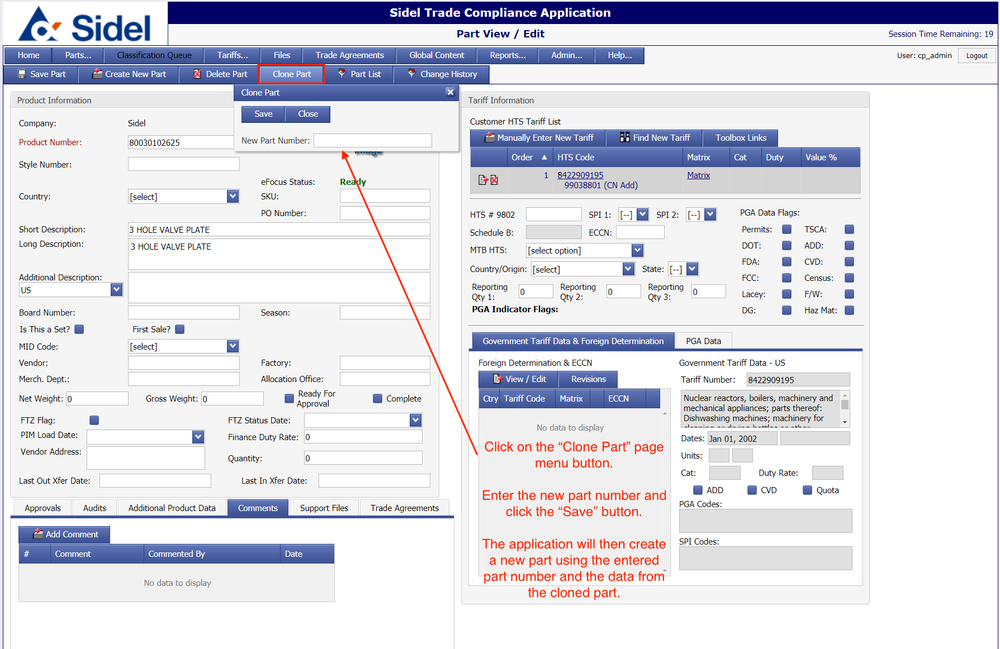 Sidel
Sidel Trade Compliance Application
Part View / Edit
Session Time Remaining: 19
Home Parts... Classification Queue Tariffs... Files Trade Agreements Global Content Reports... Admin... Help...
User: cp_admin Logout
Save Part Create New Part Delete Part Clone Part Part List Change History
Clone Part
Save Close
New Part Number:
Product Information
Company: Sidel
Product Number: 80030102625
Image
Style Number:
eFocus Status: Ready
Country: [select] SKU:
PO Number:
Short Description: 3 HOLE VALVE PLATE
Long Description: 3 HOLE VALVE PLATE
Additional Description:
US
Board Number: Season:
Is This a Set? First Sale?
MID Code: [select]
Vendor: Factory:
Merch. Dept.: Allocation Office:
Net Weight: 0 Gross Weight: 0 Ready For
Approval Complete
FTZ Flag: FTZ Status Date:
PIM Load Date: Finance Duty Rate: 0
Vendor Address:
Quantity: 0
Last Out Xfer Date: Last In Xfer Date:
Approvals Audits Additional Product Data Comments Support Files Trade Agreements
Add Comment
# Comment Commented By Date
No data to display
Tariff Information
Customer HTS Tariff List
Manually Enter New Tariff Find New Tariff Toolbox Links
Order HTS Code Matrix Cat Duty Value %
1 8422909195 Matrix
99038801 (CN Add)
HTS # 9802 SPI 1: [--] SPI 2: [--] PGA Data Flags:
Schedule B: ECCN: Permits: TSCA:
MTB HTS: [select option] DOT: ADD:
Country/Origin: [select] State: [--] FDA: CVD:
FCC: Census:
Reporting
Qty 1: 0 Reporting
Qty 2: 0 Reporting
Qty 3: 0
Lacey: F/W:
PGA Indicator Flags:
DG: Haz Mat:
Government Tariff Data & Foreign Determination PGA Data
Foreign Determination & ECCN
View / Edit Revisions
Ctry Tariff Code Matrix ECCN
No data to display
Government Tariff Data - US
Tariff Number: 8422909195
Nuclear reactors, boilers, machinery and
mechanical appliances; parts thereof:
Dishwashing machines; machinery for
cleaning or drying bottles or other
Dates: Jan 01, 2002
Units:
Cat: Duty Rate:
ADD CVD Quota
PGA Codes:
SPI Codes:
Click on the “Clone Part” page
menu button.
Enter the new part number and
click the “Save” button.
The application will then create
a new part using the entered
part number and the data from
the cloned part.